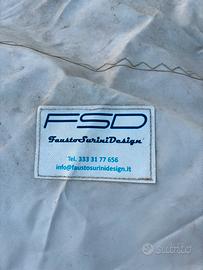 FSD
FaustoSuriniDesign
Tel. 333 31 77 656
info@faustosurinidesign.it
Subito